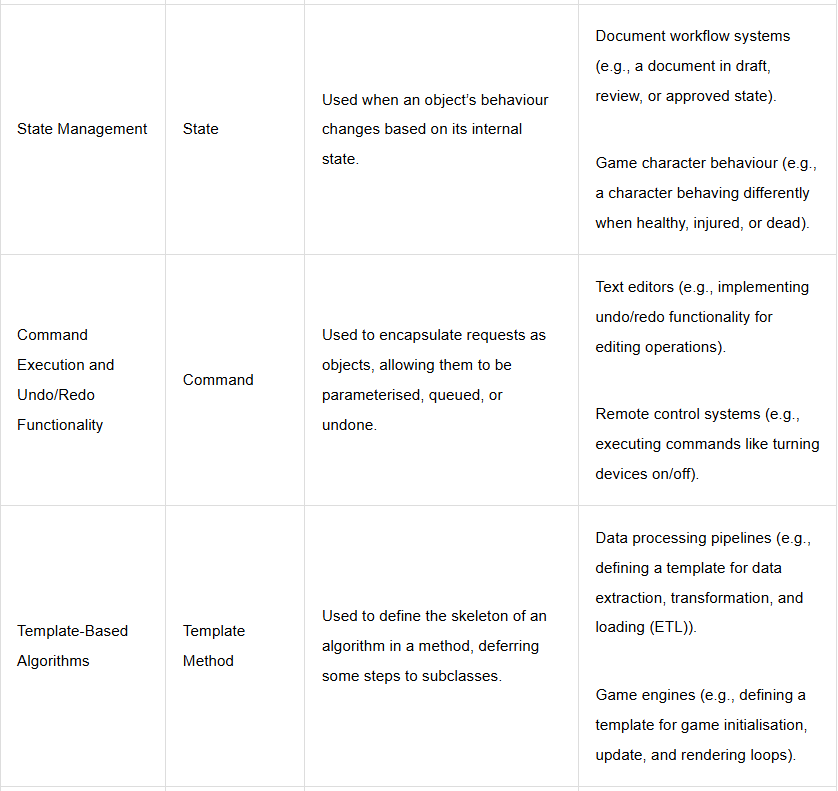 State Management
State
Used when an object’s behaviour
changes based on its internal
state.
Document workflow systems
(e.g., a document in draft,
review, or approved state).
Game character behaviour (e.g.,
a character behaving differently
when healthy, injured, or dead).
Command
Execution and
Undo/Redo
Functionality
Command
Used to encapsulate requests as
objects, allowing them to be
parameterised, queued, or
undone.
Text editors (e.g., implementing
undo/redo functionality for
editing operations).
Remote control systems (e.g.,
executing commands like turning
devices on/off).
Template-Based
Algorithms
Template
Method
Used to define the skeleton of an
algorithm in a method, deferring
some steps to subclasses.
Data processing pipelines (e.g.,
defining a template for data
extraction, transformation, and
loading (ETL)).
Game engines (e.g., defining a
template for game initialisation,
update, and rendering loops).